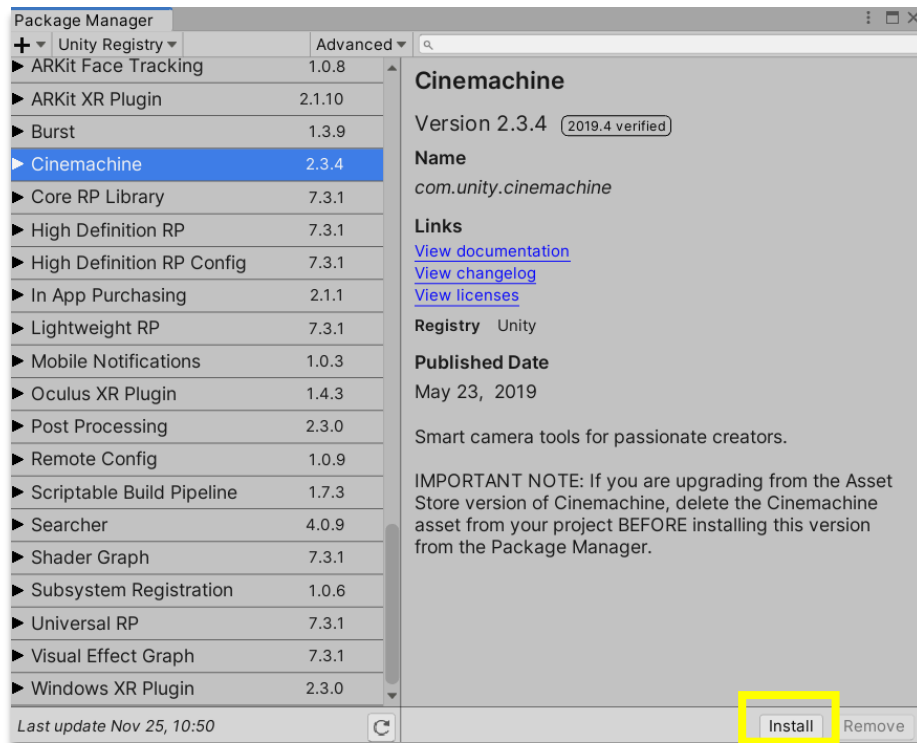 Package Manager
Unity Registry
Advanced
ARKit Face Tracking 1.0.8
ARKit XR Plugin 2.1.10
Burst 1.3.9
Cinemachine 2.3.4
Core RP Library 7.3.1
High Definition RP 7.3.1
High Definition RP Config 7.3.1
In App Purchasing 2.1.1
Lightweight RP 7.3.1
Mobile Notifications 1.0.3
Oculus XR Plugin 1.4.3
Post Processing 2.3.0
Remote Config 1.0.9
Scriptable Build Pipeline 1.7.3
Searcher 4.0.9
Shader Graph 7.3.1
Subsystem Registration 1.0.6
Universal RP 7.3.1
Visual Effect Graph 7.3.1
Windows XR Plugin 2.3.0
Last update Nov 25, 10:50
Cinemachine
Version 2.3.4 2019.4 verified
Name
com.unity.cinemachine
Links
View documentation
View changelog
View licenses
Registry Unity
Published Date
May 23, 2019
Smart camera tools for passionate creators.
IMPORTANT NOTE: If you are upgrading from the Asset
Store version of Cinemachine, delete the Cinemachine
asset from your project BEFORE installing this version
from the Package Manager.
Install Remove